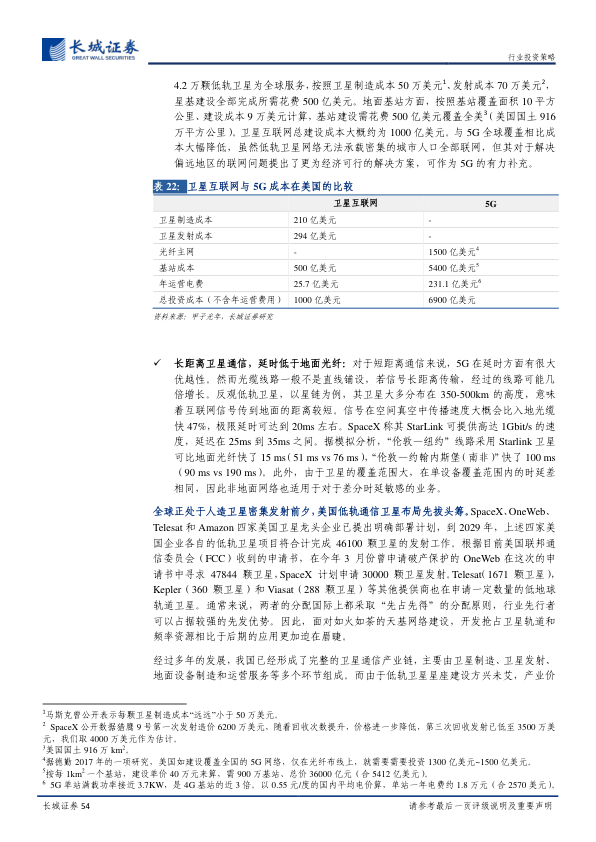 长城证券
GREAT WALL SECURITIES
行业投资策略
4.2 万颗低轨卫星为全球服务，按照卫星制造成本 50 万美元1、发射成本 70 万美元2，
星基建设全部完成所需花费 500 亿美元。地面基站方面，按照基站覆盖面积 10 平方
公里、建设成本 9 万美元计算，基站建设需花费 500 亿美元覆盖全美3（美国国土 916
万平方公里）。卫星互联网总建设成本大概约为 1000 亿美元。与 5G 全球覆盖相比成
本大幅降低，虽然低轨卫星网络无法承载密集的城市人口全部联网，但其对于解决
偏远地区的联网问题提出了更为经济可行的解决方案，可作为 5G 的有力补充。
表 22: 卫星互联网与 5G 成本在美国的比较
卫星互联网 5G
卫星制造成本 210 亿美元 -
卫星发射成本 294 亿美元 -
光纤主网 - 1500 亿美元4
基站成本 500 亿美元 5400 亿美元5
年运营电费 25.7 亿美元 231.1 亿美元6
总投资成本（不含年运营费用） 1000 亿美元 6900 亿美元
资料来源：甲子光年，长城证券研究
✓ 长距离卫星通信，延时低于地面光纤：对于短距离通信来说，5G 在延时方面有很大
优越性。然而光缆线路一般不是直线铺设，若信号长距离传输，经过的线路可能几
倍增长。反观低轨卫星，以星链为例，其卫星大多分布在 350-500km 的高度，意味
着互联网信号传到地面的距离较短。信号在空间真空中传播速度大概会比入地光缆
快 47%，极限延时可达到 20ms 左右。SpaceX 称其 StarLink 可提供高达 1Gbit/s 的速
度，延迟在 25ms 到 35ms 之间。据模拟分析，“伦敦—纽约”线路采用 Starlink 卫星
可比地面光纤快了 15 ms（51 ms vs 76 ms），“伦敦—约翰内斯堡（南非）”快了 100 ms
（90 ms vs 190 ms）。此外，由于卫星的覆盖范围大，在单设备覆盖范围内的时延差
相同，因此非地面网络也适用于对于差分时延敏感的业务。
全球正处于人造卫星密集发射前夕，美国低轨通信卫星布局先拔头筹。SpaceX、OneWeb、
Telesat 和 Amazon 四家美国卫星龙头企业已提出明确部署计划，到 2029 年，上述四家美
国企业各自的低轨卫星项目将合计完成 46100 颗卫星的发射工作。根据目前美国联邦通
信委员会（FCC）收到的申请书，在今年 3 月份曾申请破产保护的 OneWeb 在这次的申
请书中寻求 47844 颗卫星，SpaceX 计划申请 30000 颗卫星发射，Telesat（1671 颗卫星），
Kepler（360 颗卫星）和 Viasat（288 颗卫星）等其他提供商也在申请一定数量的低地球
轨道卫星。通常来说，两者的分配国际上都采取“先占先得”的分配原则，行业先行者
可以占据较强的先发优势。因此，面对如火如荼的天基网络建设，开发抢占卫星轨道和
频率资源相比于后期的应用更加迫在眉睫。
经过多年的发展，我国已经形成了完整的卫星通信产业链，主要由卫星制造、卫星发射、
地面设备制造和运营服务等多个环节组成。而由于低轨卫星星座建设方兴未艾，产业价
1马斯克曾公开表示每颗卫星制造成本“远远”小于 50 万美元。
2 SpaceX 公开数据猎鹰 9 号第一次发射造价 6200 万美元，随着回收次数提升，价格进一步降低，第三次回收发射已低至 3500 万美
元，我们取 4000 万美元作为估计。
3美国国土 916 万 km2。
4据德勤 2017 年的一项研究，美国如建设覆盖全国的 5G 网络，仅在光纤布线上，就需要需要投资 1300 亿美元~1500 亿美元。
5按每 1km2 一个基站，建设单价 40 万元来算，需 900 万基站、总价 36000 亿元（合 5412 亿美元）。
6 5G 单站满载功率接近 3.7KW，是 4G 基站的近 3 倍。以 0.55 元/度的国内平均电价算，单站一年电费约 1.8 万元（合 2570 美元）。
长城证券 54
请参考最后一页评级说明及重要声明